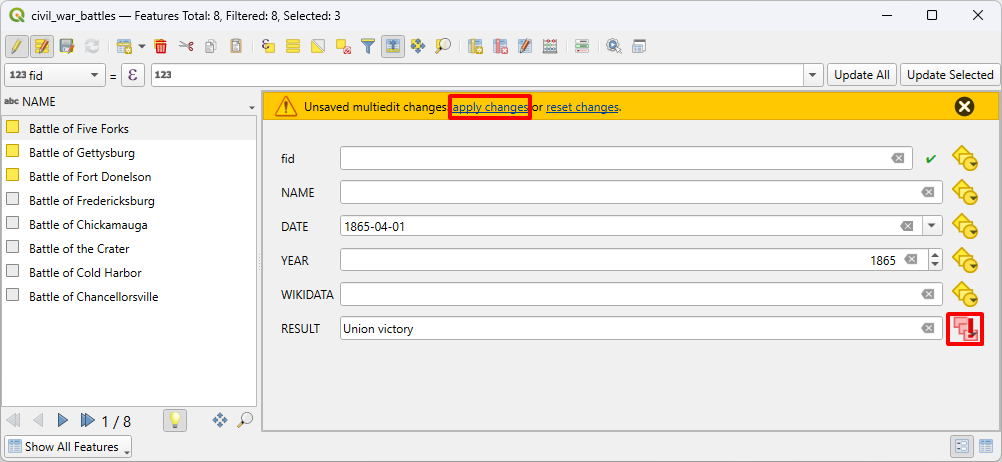 civil_war_battles — Features Total: 8, Filtered: 8, Selected: 3
123 fid = ε 123 Update All Update Selected
abc NAME
Unsaved multiedit changes: apply changes or reset changes.
Battle of Five Forks
Battle of Gettysburg
Battle of Fort Donelson
Battle of Fredericksburg
Battle of Chickamauga
Battle of the Crater
Battle of Cold Harbor
Battle of Chancellorsville
fid
NAME
DATE 1865-04-01
YEAR 1865
WIKIDATA
RESULT Union victory
1 / 8
Show All Features